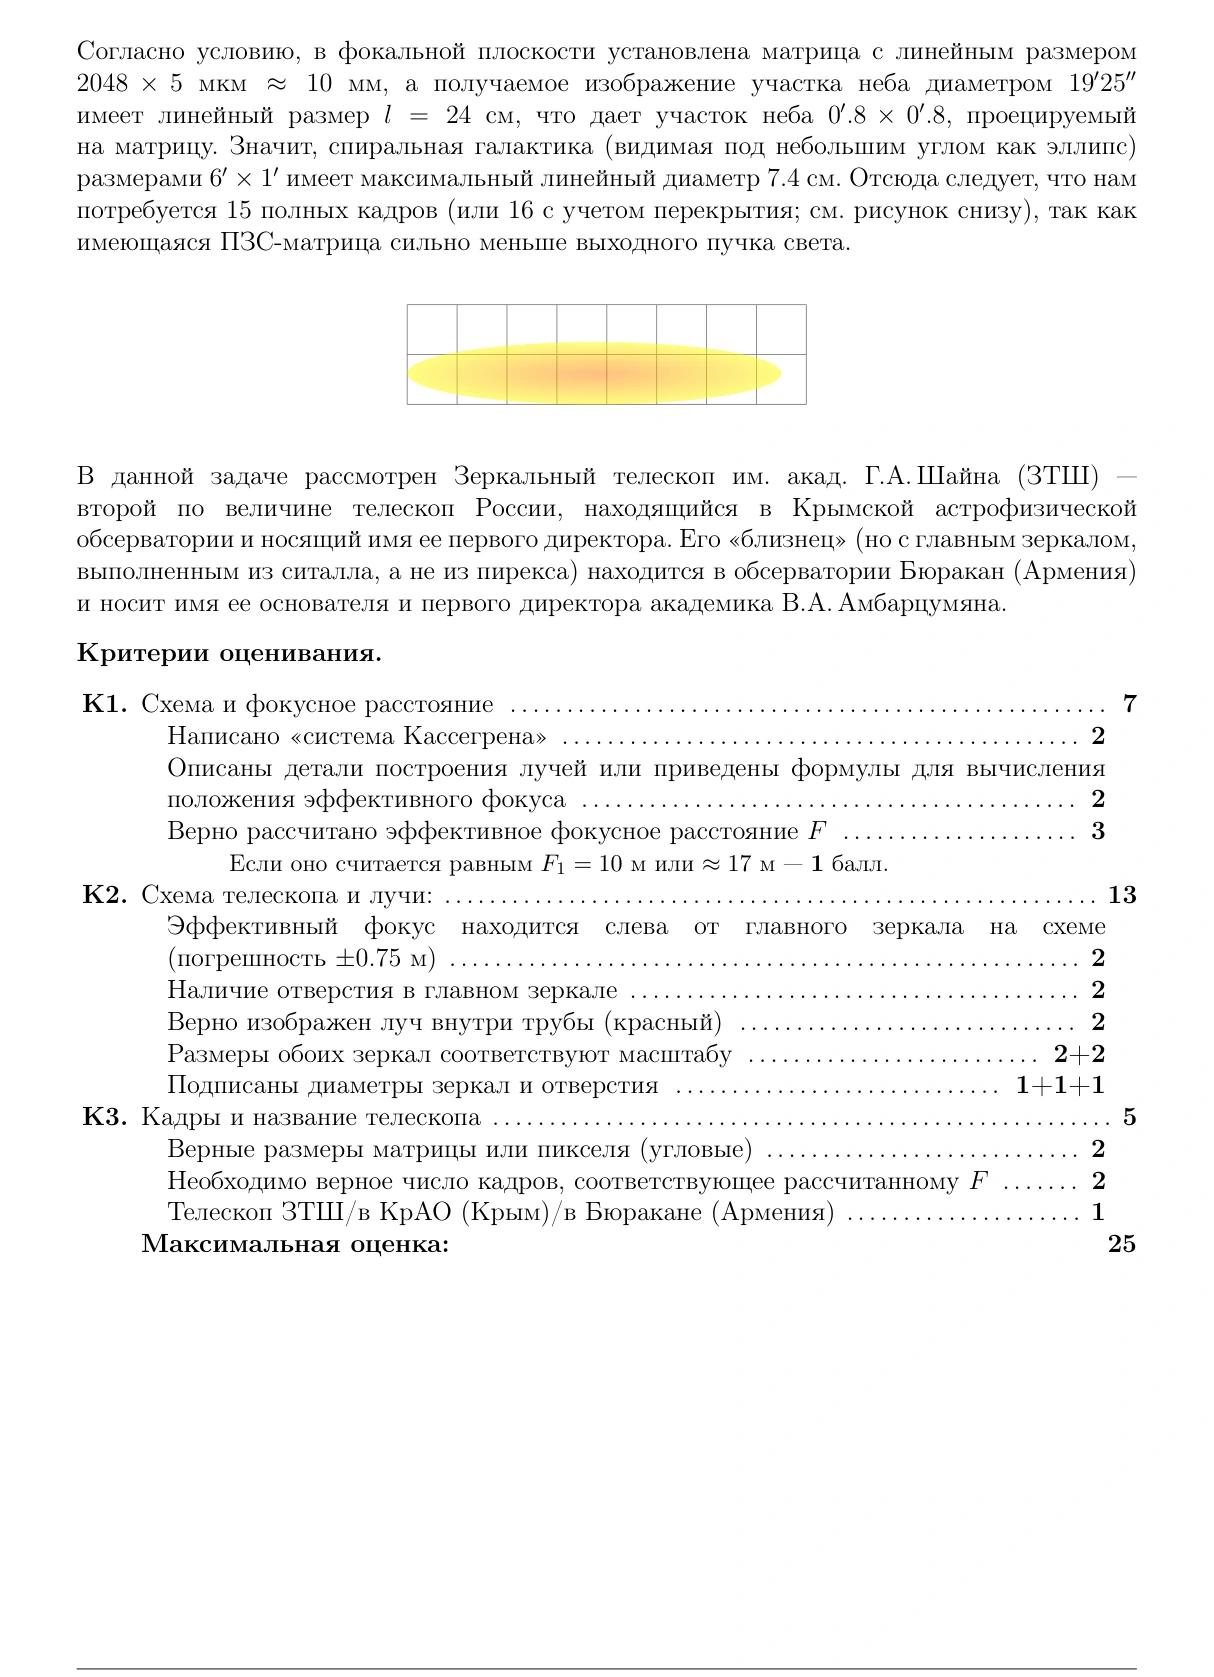 Согласно условию, в фокальной плоскости установлена матрица с линейным размером
2048 × 5 мкм ≈ 10 мм, а получаемое изображение участка неба диаметром 19′25″
имеет линейный размер l = 24 см, что дает участок неба 0′.8 × 0′.8, проецируемый
на матрицу. Значит, спиральная галактика (видимая под небольшим углом как эллипс)
размерами 6′ × 1′ имеет максимальный линейный диаметр 7.4 см. Отсюда следует, что нам
потребуется 15 полных кадров (или 16 с учетом перекрытия; см. рисунок снизу), так как
имеющаяся ПЗС-матрица сильно меньше выходного пучка света.
В данной задаче рассмотрен Зеркальный телескоп им. акад. Г.А. Шайна (ЗТШ) —
второй по величине телескоп России, находящийся в Крымской астрофизической
обсерватории и носящий имя ее первого директора. Его «близнец» (но с главным зеркалом,
выполненным из ситалла, а не из пирекса) находится в обсерватории Бюракан (Армения)
и носит имя ее основателя и первого директора академика В.А. Амбарцумяна.
Критерии оценивания.
К1. Схема и фокусное расстояние ..... 7
Написано «система Кассегрена» ..... 2
Описаны детали построения лучей или приведены формулы для вычисления
положения эффективного фокуса ..... 2
Верно рассчитано эффективное фокусное расстояние F ..... 3
Если оно считается равным F₁ = 10 м или ≈ 17 м — 1 балл.
К2. Схема телескопа и лучи: ..... 13
Эффективный фокус находится слева от главного зеркала на схеме
(погрешность ±0.75 м) ..... 2
Наличие отверстия в главном зеркале ..... 2
Верно изображен луч внутри трубы (красный) ..... 2
Размеры обоих зеркал соответствуют масштабу ..... 2+2
Подписаны диаметры зеркал и отверстия ..... 1+1+1
К3. Кадры и название телескопа ..... 5
Верные размеры матрицы или пикселя (угловые) ..... 2
Необходимо верное число кадров, соответствующее рассчитанному F ..... 2
Телескоп ЗТШ/в КрАО (Крым)/в Бюракане (Армения) ..... 1
Максимальная оценка: 25